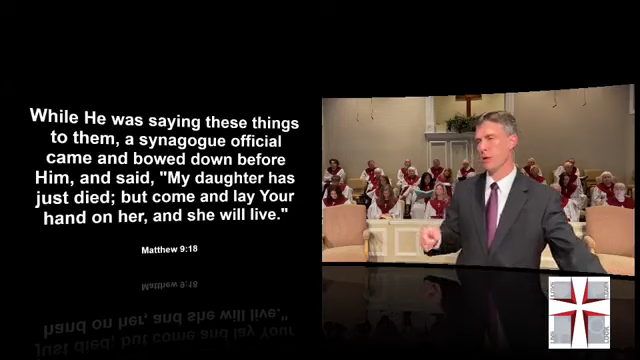 While He was saying these things
to them, a synagogue official
came and bowed down before
Him, and said, "My daughter has
just died; but come and lay Your
hand on her, and she will live."
Matthew 9:18